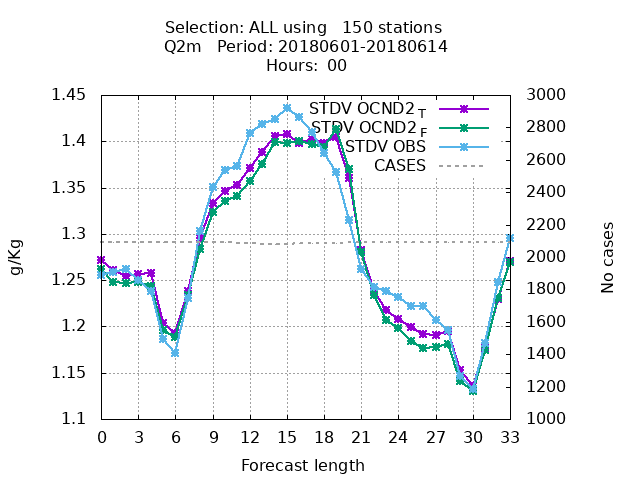 Selection: ALL using   150 stations
Q2m   Period: 20180601-20180614
Hours:  00
STDV OCND2 T
STDV OCND2 F
STDV OBS
CASES
1.45
1.4
1.35
1.3
1.25
1.2
1.15
1.1
g/Kg
3000
2800
2600
2400
2200
2000
1800
1600
1400
1200
1000
No cases
0 3 6 9 12 15 18 21 24 27 30 33
Forecast length